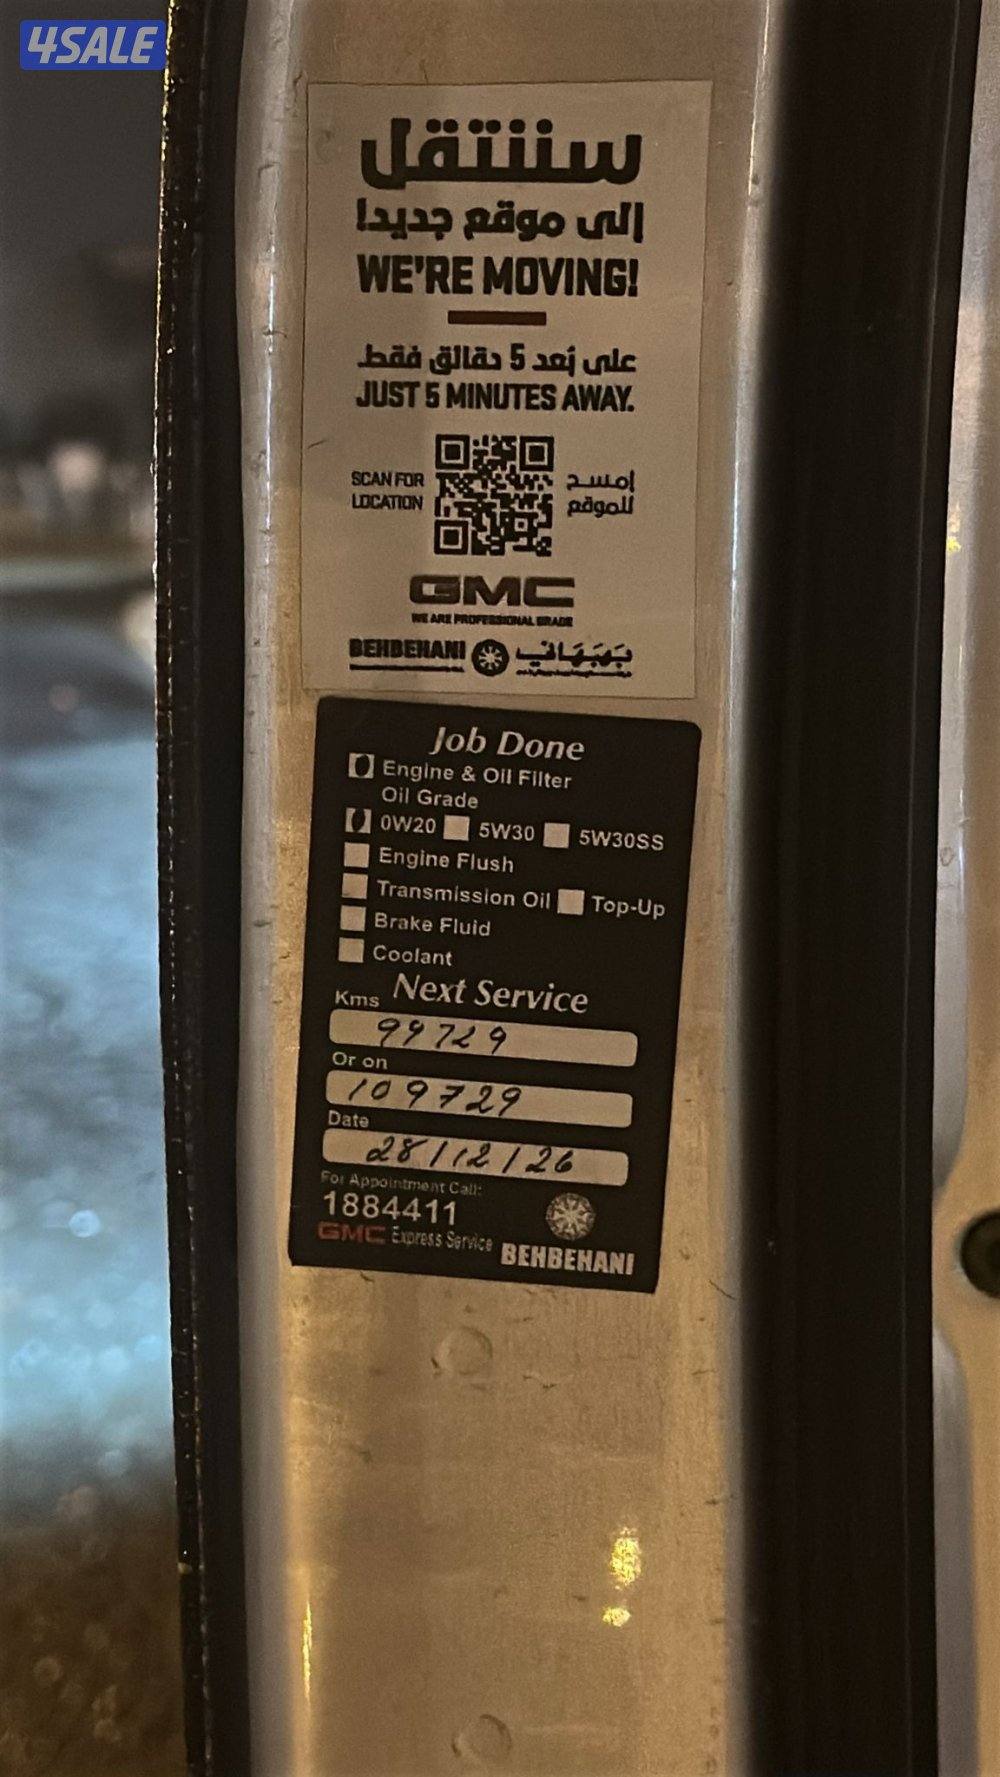 4SALE
سننتقل
إلى موقع جديد!
WE'RE MOVING!
على بُعد 5 دقائق فقط
JUST 5 MINUTES AWAY.
SCAN FOR LOCATION
إمسح للموقع
GMC
WE ARE PROFESSIONAL GRADE
BEHBEHANI بهبهاني
Job Done
Engine & Oil Filter
Oil Grade
0W20 5W30 5W30SS
Engine Flush
Transmission Oil Top-Up
Brake Fluid
Coolant
Next Service
Kms
99729
Or on
109729
Date
28/12/26
For Appointment Call:
1884411
GMC Express Service
BEHBEHANI